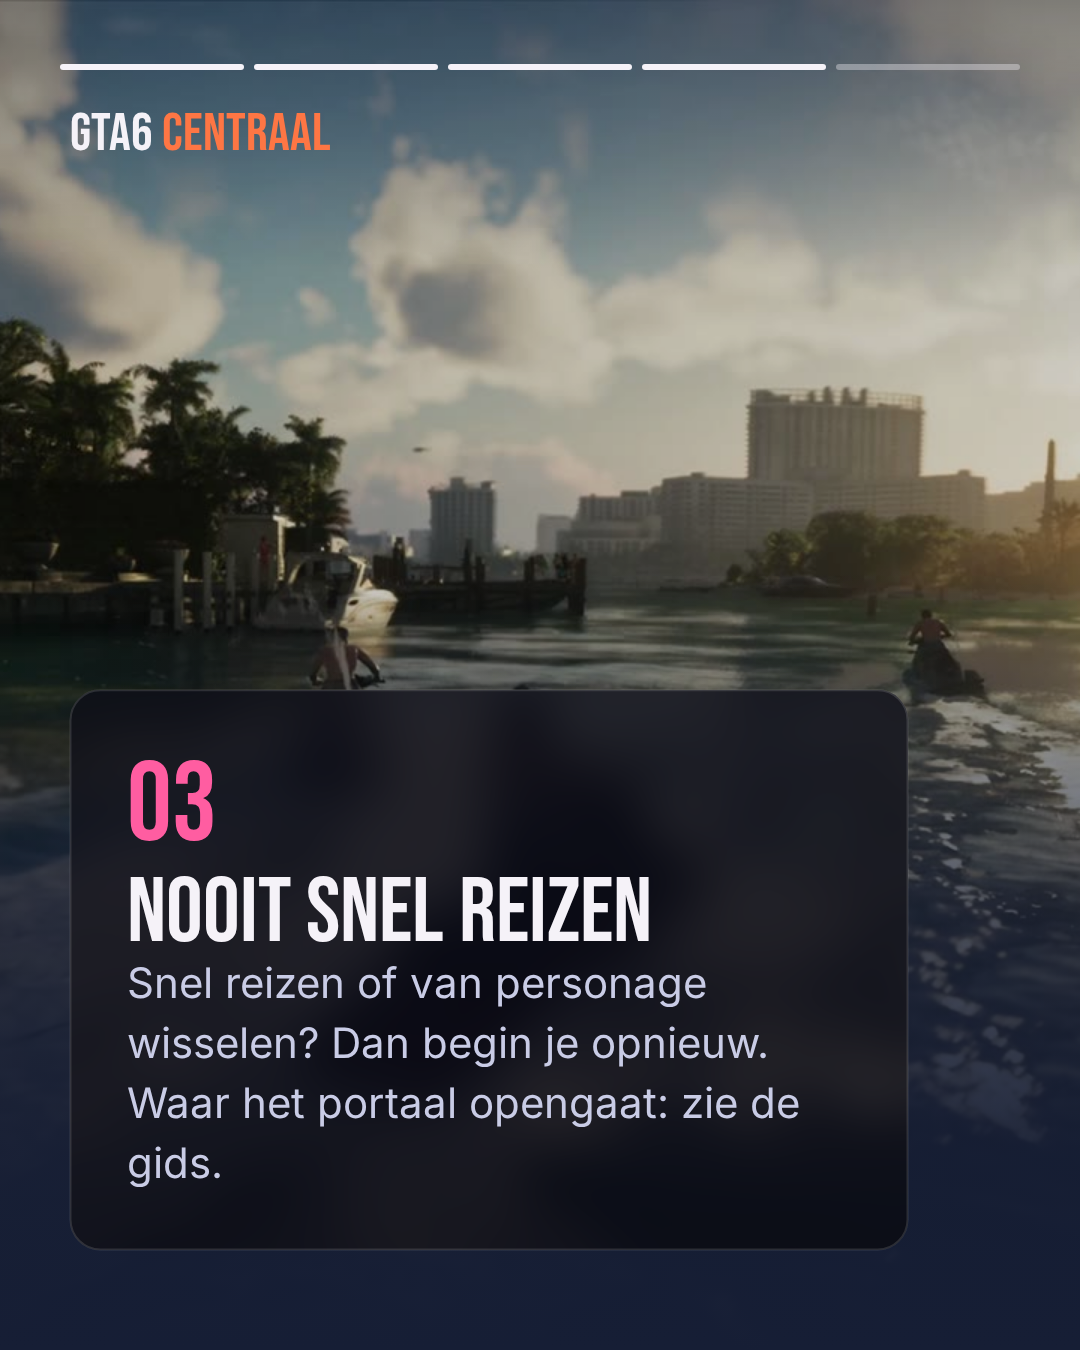 GTA6 CENTRAAL
03
NOOIT SNEL REIZEN
Snel reizen of van personage
wisselen? Dan begin je opnieuw.
Waar het portaal opengaat: zie de
gids.